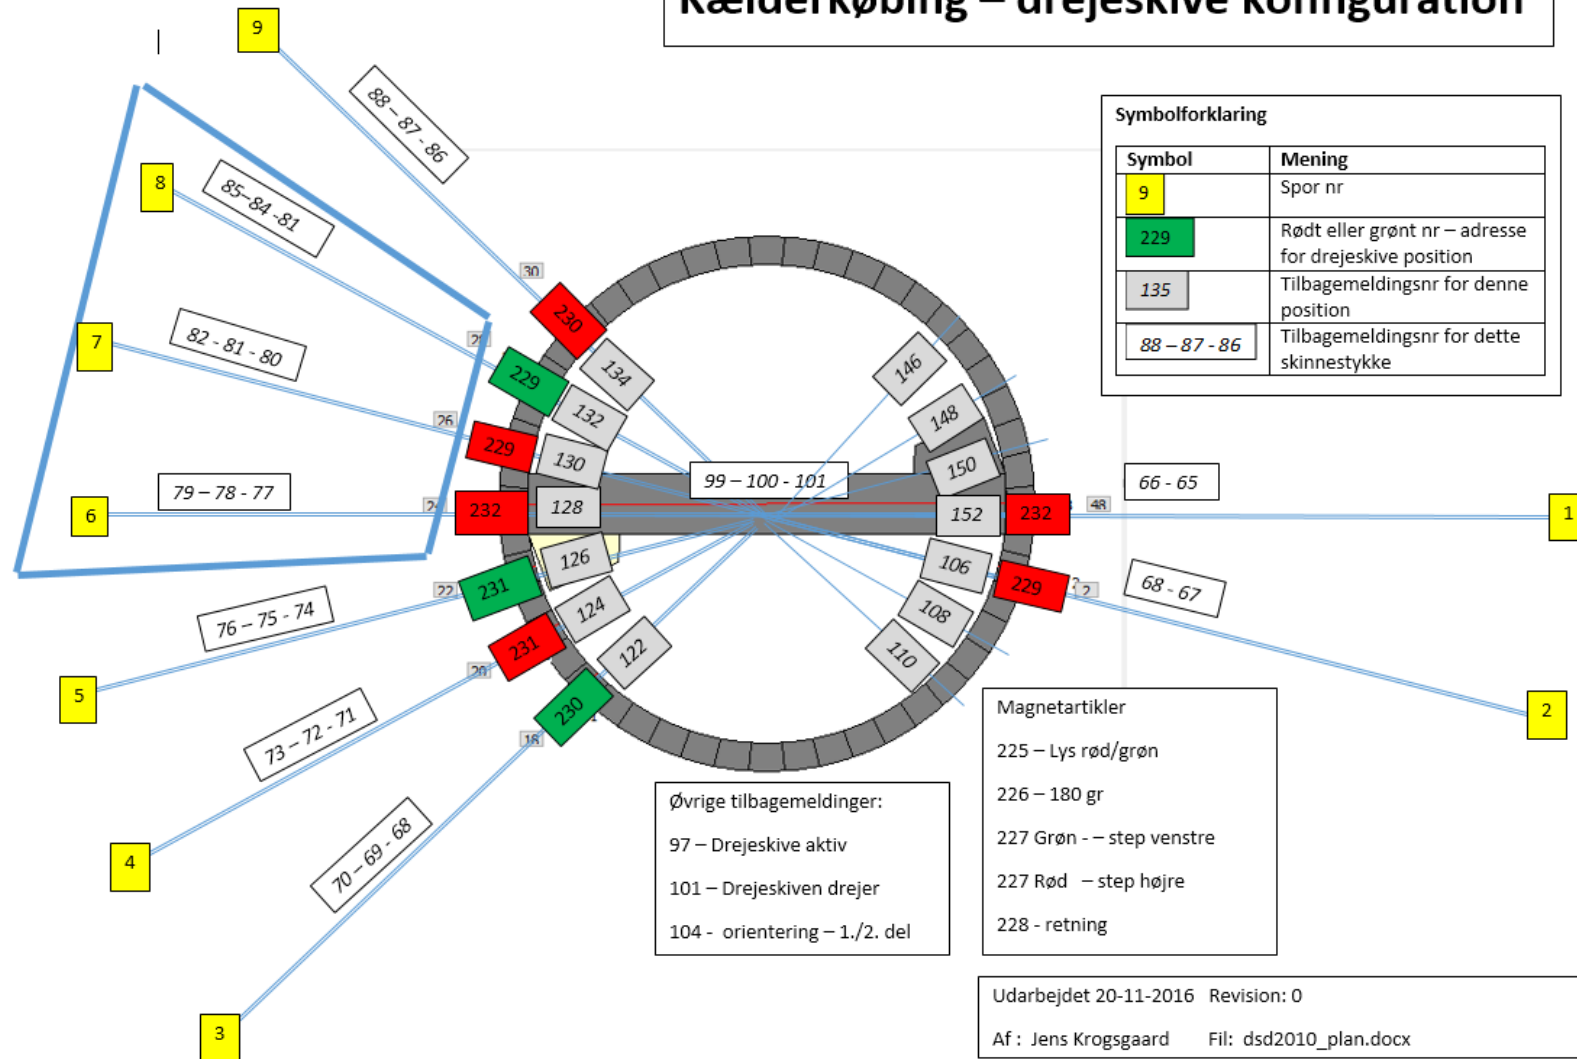 Kælderkøbing – drejeskive konfiguration
9
88 – 87 - 86
8
85–84 -81
7
82 - 81 - 80
79 – 78 - 77
6
76 – 75 - 74
5
73 – 72 - 71
4
70 – 69 - 68
3
30
26
24
22
20
18
230
229
229
232
231
231
230
134
132
130
128
126
124
122
99 – 100 - 101
146
148
150
152
106
108
110
232
229
48
2
66 - 65
68 - 67
1
2
Symbolforklaring
Symbol Mening
9 Spor nr
229 Rødt eller grønt nr – adresse
for drejeskive position
135 Tilbagemeldingsnr for denne
position
88 – 87 - 86 Tilbagemeldingsnr for dette
skinnestykke
Øvrige tilbagemeldinger:
97 – Drejeskive aktiv
101 – Drejeskiven drejer
104 - orientering – 1./2. del
Magnetartikler
225 – Lys rød/grøn
226 – 180 gr
227 Grøn - – step venstre
227 Rød – step højre
228 - retning
Udarbejdet 20-11-2016 Revision: 0
Af : Jens Krogsgaard Fil: dsd2010_plan.docx